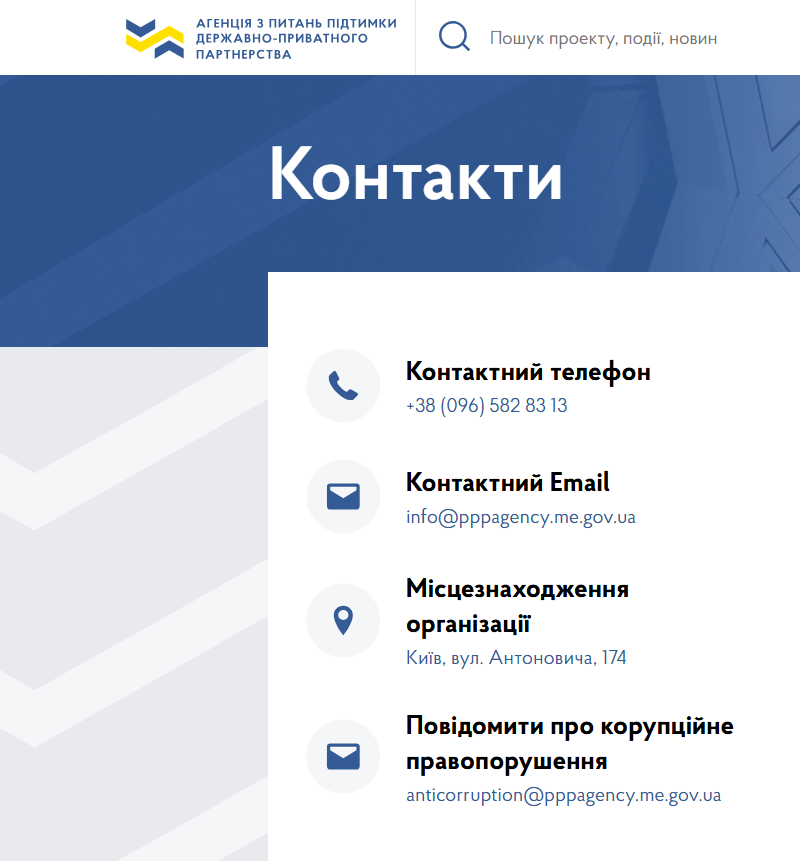 АГЕНЦІЯ З ПИТАНЬ ПІДТИМКИ
ДЕРЖАВНО-ПРИВАТНОГО
ПАРТНЕРСТВА
Пошук проекту, події, новин
Контакти
Контактний телефон
+38 (096) 582 83 13
Контактний Email
info@pppagency.me.gov.ua
Місцезнаходження
організації
Київ, вул. Антоновича, 174
Повідомити про корупційне
правопорушення
anticorruption@pppagency.me.gov.ua